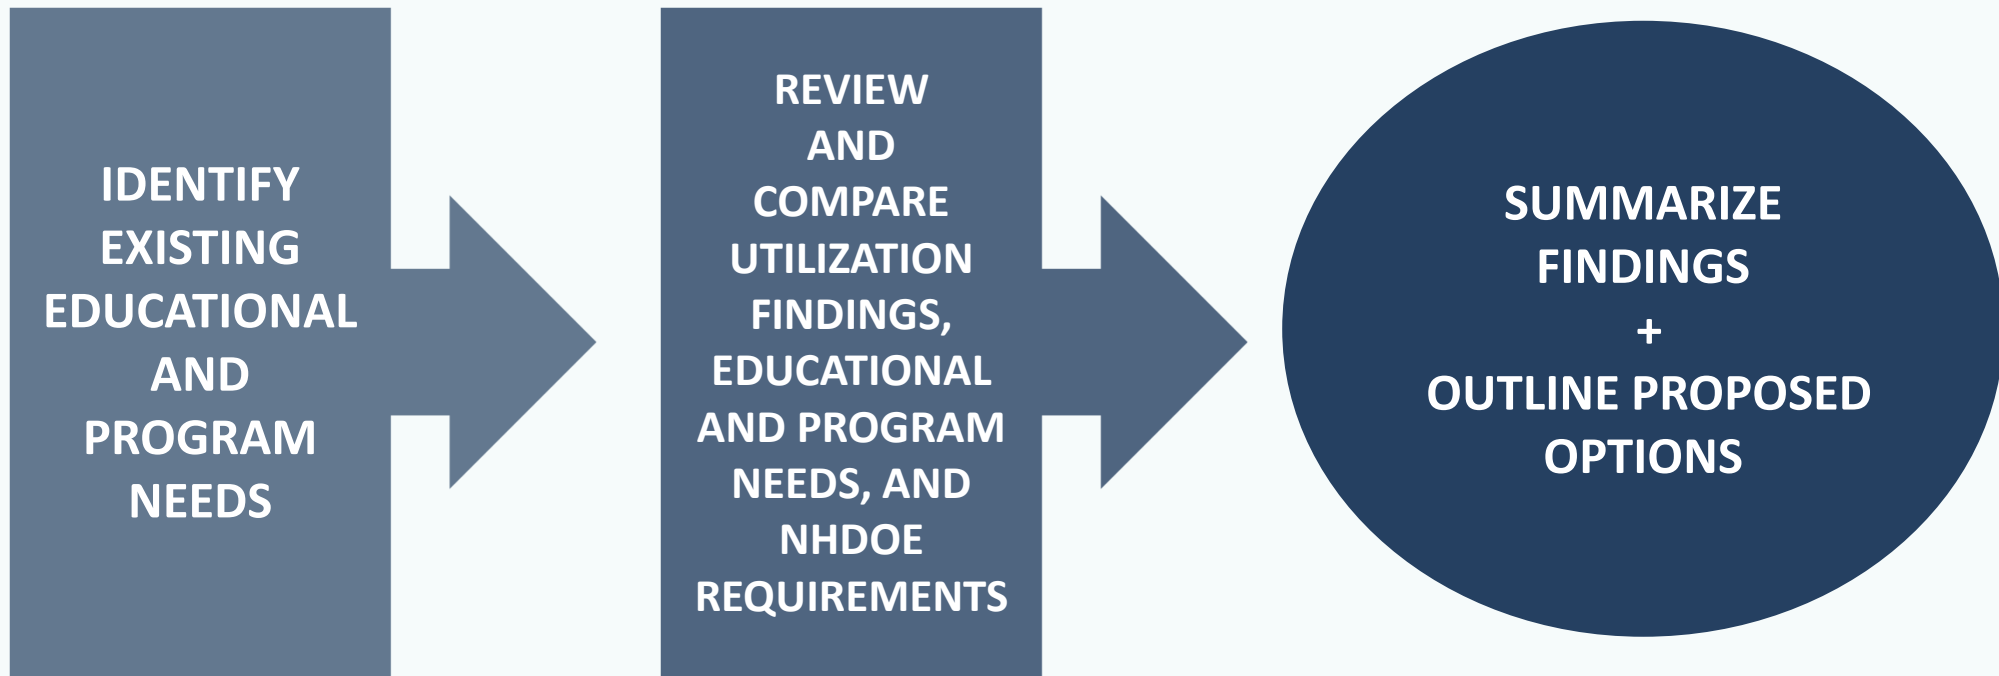 IDENTIFY
EXISTING
EDUCATIONAL
AND
PROGRAM
NEEDS
REVIEW
AND
COMPARE
UTILIZATION
FINDINGS,
EDUCATIONAL
AND PROGRAM
NEEDS, AND
NHDOE
REQUIREMENTS
SUMMARIZE
FINDINGS
+
OUTLINE PROPOSED
OPTIONS